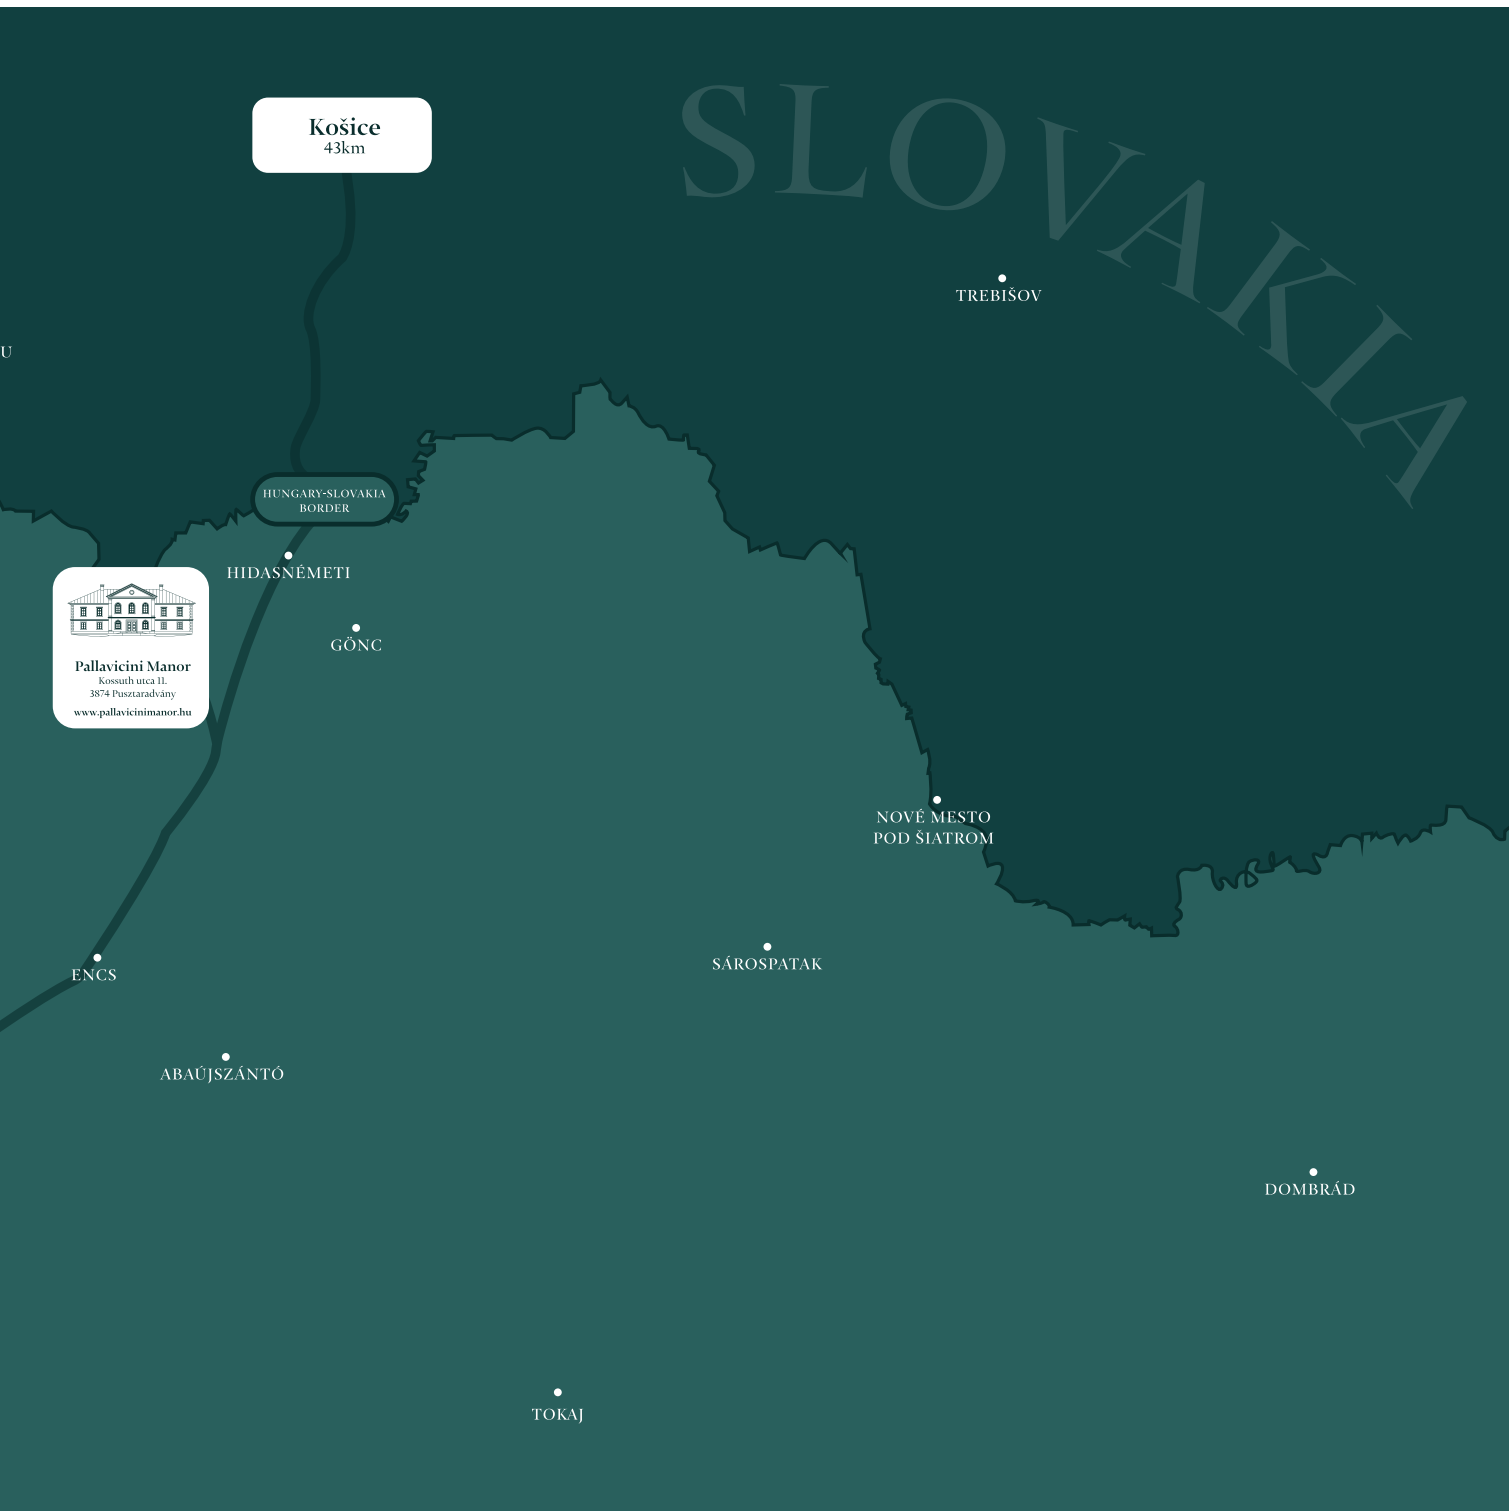 SLOVAKIA
Košice
43km
TREBIŠOV
U
HUNGARY-SLOVAKIA
BORDER
HIDASNÉMETI
GÖNC
Pallavicini Manor
Kossuth utca 11.
3874 Pusztaradvány
www.pallavicinimanor.hu
NOVÉ MESTO
POD ŠIATROM
SÁROSPATAK
ENCS
ABAÚJSZÁNTÓ
DOMBRÁD
TOKAJ